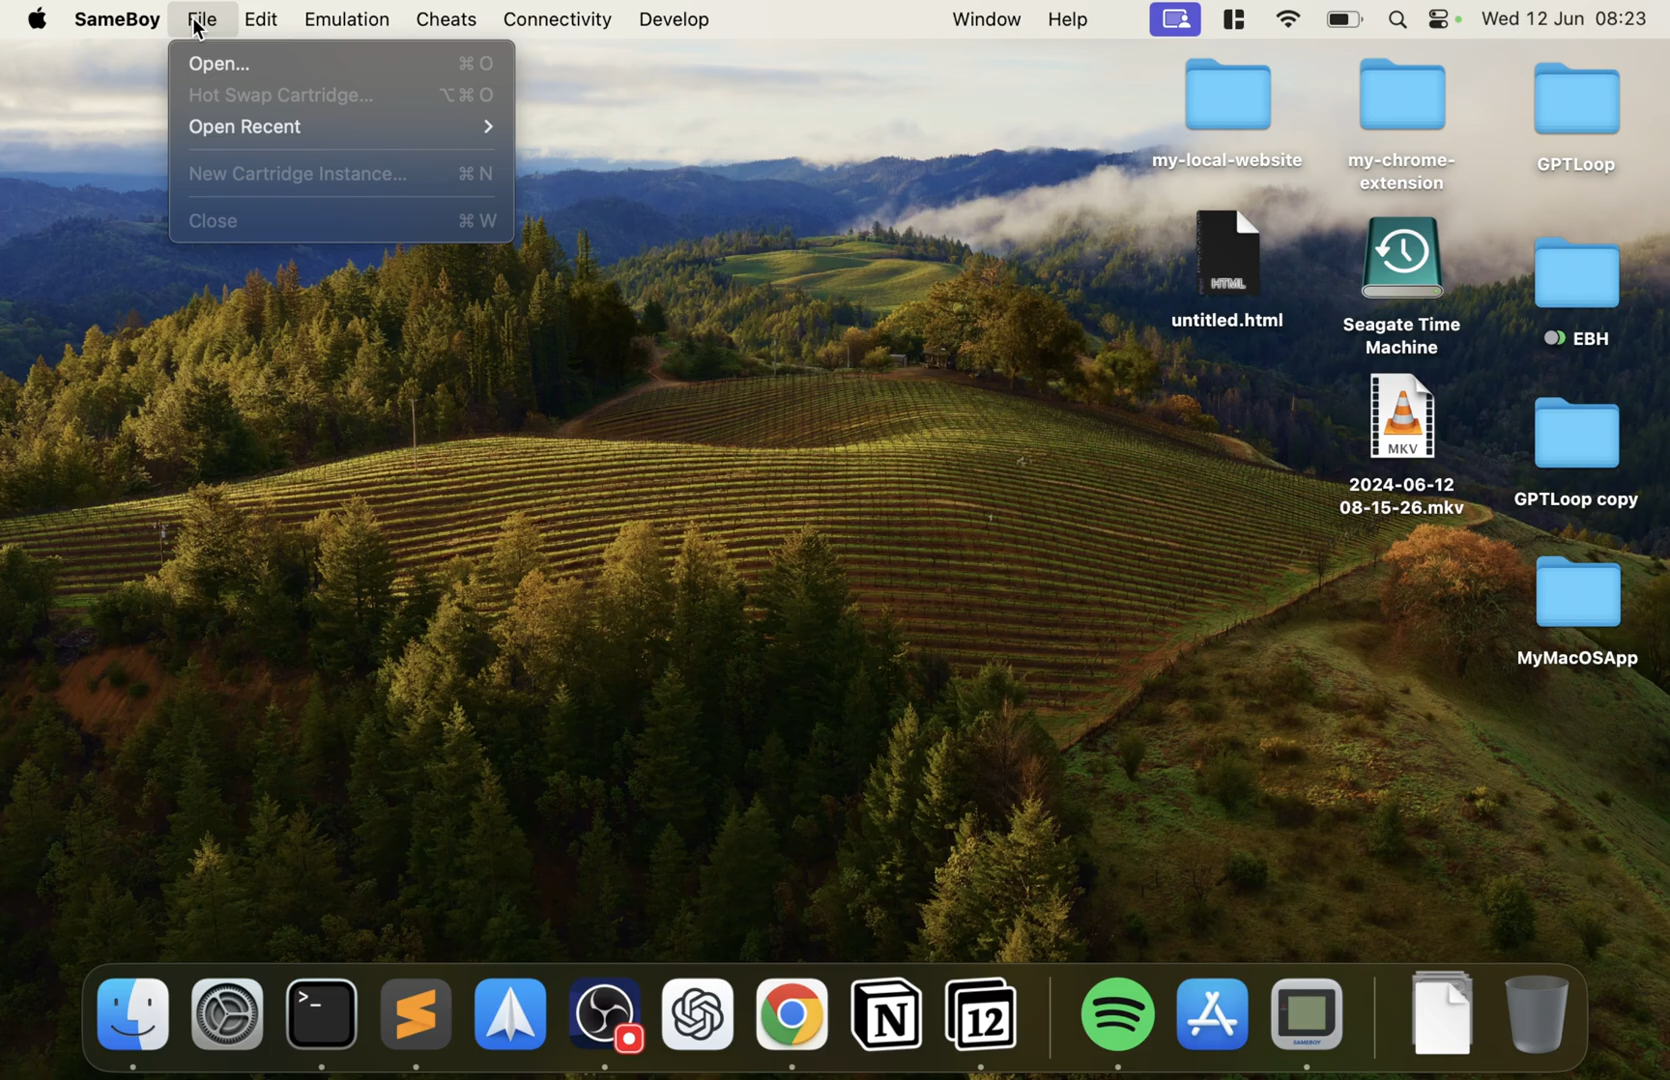 SameBoy File Edit Emulation Cheats Connectivity Develop Window Help Wed 12 Jun 08:23
Open... ⌘ O
Hot Swap Cartridge... ⌥ ⌘ O
Open Recent
New Cartridge Instance... ⌘ N
Close ⌘ W
my-local-website
my-chrome-
extension
GPTLoop
HTML
untitled.html
Seagate Time
Machine
EBH
MKV
2024-06-12
08-15-26.mkv
GPTLoop copy
MyMacOSApp
>_
N
12
SAMEBOY